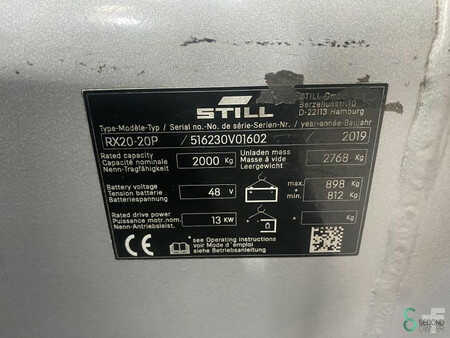 STILL
STILL GmbH
Berzeliusstr.10
D-22113 Hamburg
Type-Modèle-Typ / Serial no.-No. de série-Serien-Nr. / year-année-Baujahr
RX20-20P / 516230V01602 / 2019
Rated capacity
Capacité nominale
Nenn-Tragfähigkeit
2000 Kg
Unladen mass
Masse à vide
Leergewicht
2768 Kg
Battery voltage
Tension batterie
Batteriespannung
48 V
max.
+
min.
898 Kg
812 Kg
Rated drive power
Puissance motr.nom.
Nenn-Antriebsleist.
13 KW
Kg
CE
see Operating instructions
voir Mode d'emploi
siehe Betriebsanleitung
SECOND